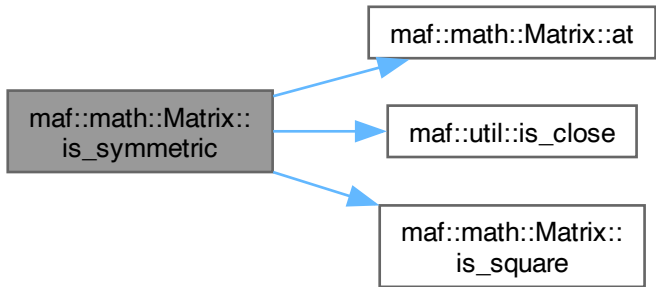 maf::math::Matrix::
is_symmetric
maf::math::Matrix::at
maf::util::is_close
maf::math::Matrix::
is_square